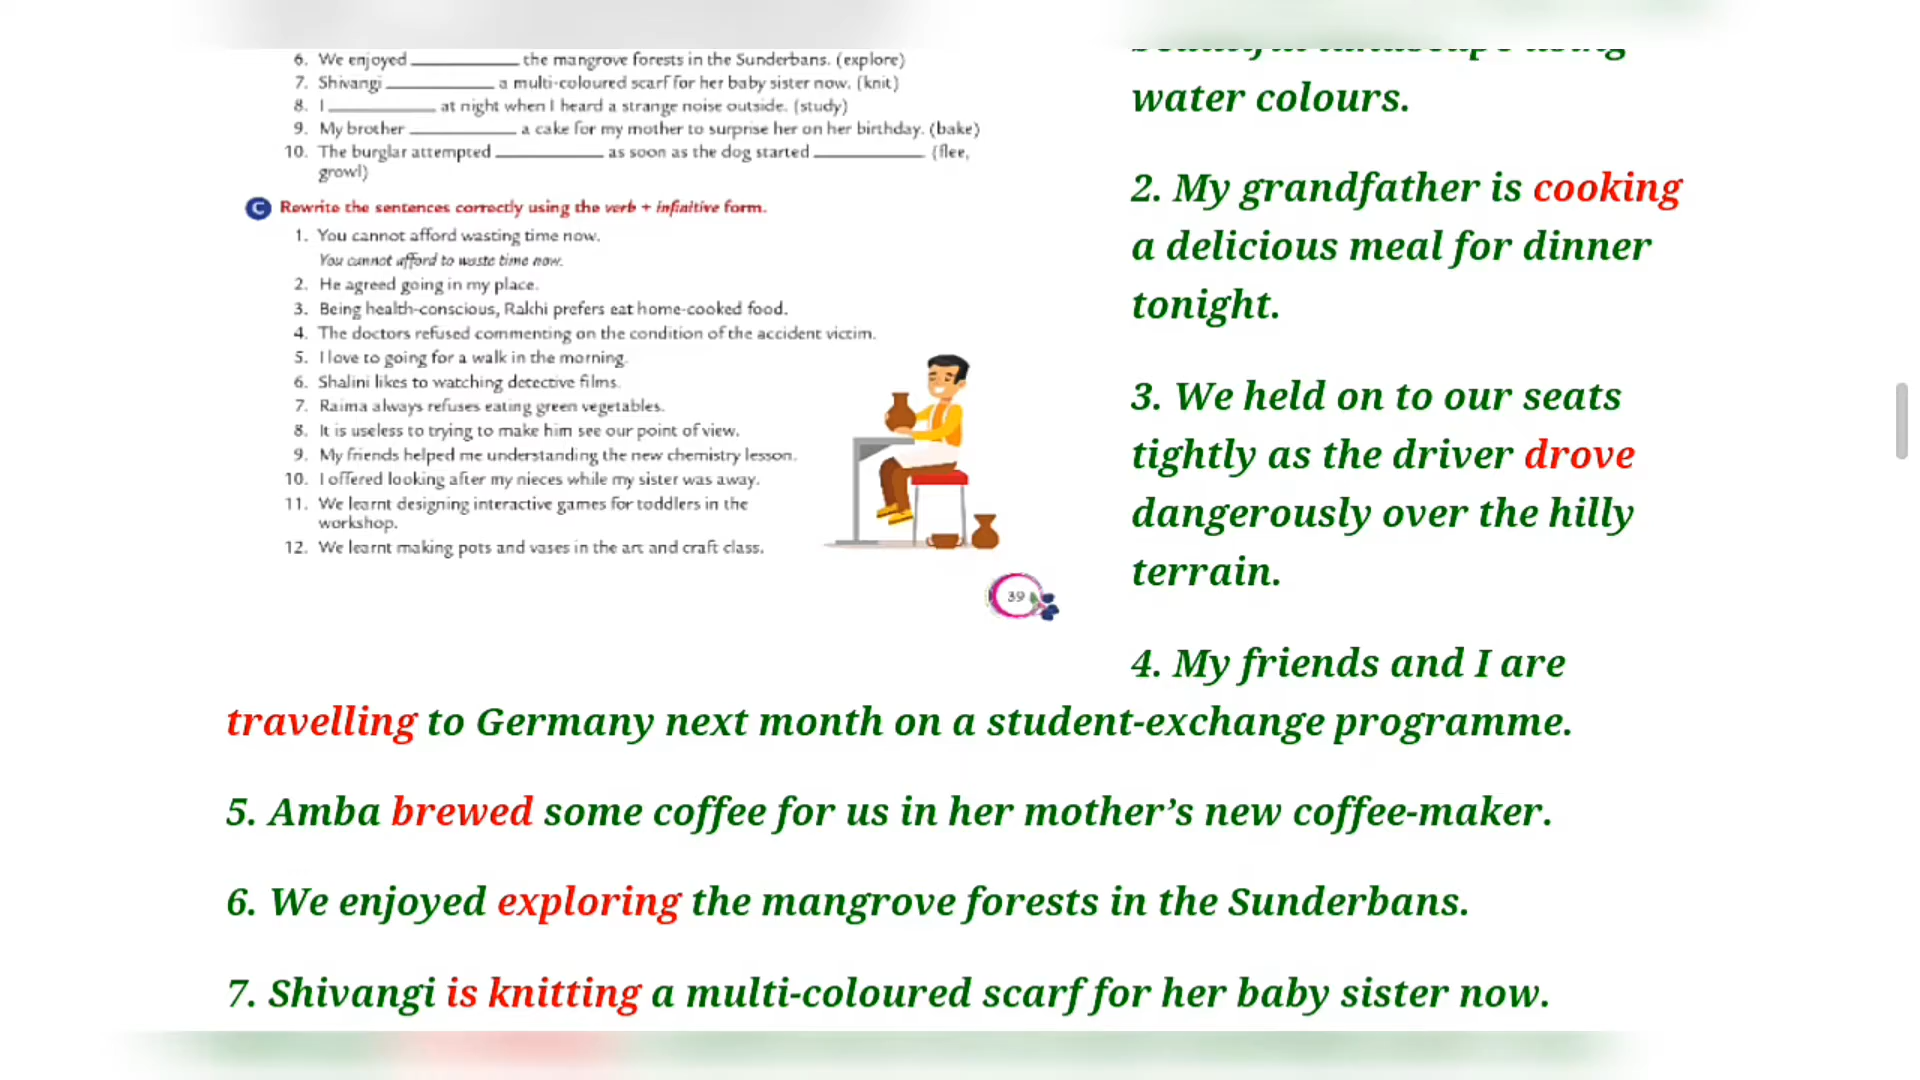 6. We enjoyed __________ the mangrove forests in the Sunderbans. (explore)
7. Shivangi __________ a multi-coloured scarf for her baby sister now. (knit)
8. I __________ at night when I heard a strange noise outside. (study)
9. My brother __________ a cake for my mother to surprise her on her birthday. (bake)
10. The burglar attempted __________ as soon as the dog started __________ (flee,
growl)
C Rewrite the sentences correctly using the verb + infinitive form.
1. You cannot afford wasting time now.
You cannot afford to waste time now.
2. He agreed going in my place.
3. Being health-conscious, Rakhi prefers eat home-cooked food.
4. The doctors refused commenting on the condition of the accident victim.
5. I love to going for a walk in the morning.
6. Shalini likes to watching detective films.
7. Raima always refuses eating green vegetables.
8. It is useless to trying to make him see our point of view.
9. My friends helped me understanding the new chemistry lesson.
10. I offered looking after my nieces while my sister was away.
11. We learnt designing interactive games for toddlers in the
workshop.
12. We learnt making pots and vases in the art and craft class.
39
beautiful landscape using
water colours.
2. My grandfather is cooking
a delicious meal for dinner
tonight.
3. We held on to our seats
tightly as the driver drove
dangerously over the hilly
terrain.
4. My friends and I are
travelling to Germany next month on a student-exchange programme.
5. Amba brewed some coffee for us in her mother’s new coffee-maker.
6. We enjoyed exploring the mangrove forests in the Sunderbans.
7. Shivangi is knitting a multi-coloured scarf for her baby sister now.